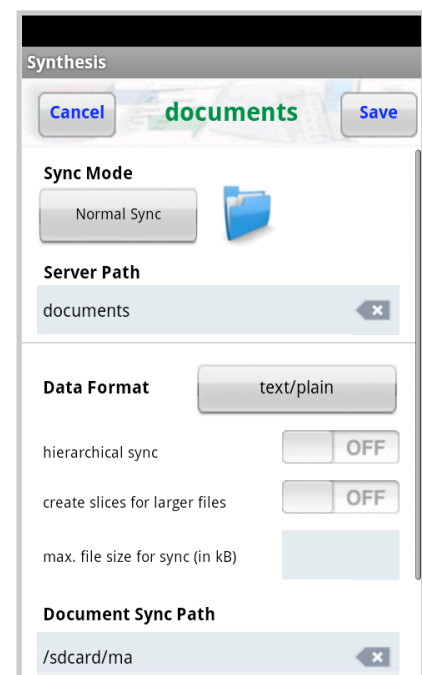 Synthesis
Cancel documents Save
Sync Mode
Normal Sync
Server Path
documents
Data Format text/plain
hierarchical sync OFF
create slices for larger files OFF
max. file size for sync (in kB)
Document Sync Path
/sdcard/ma